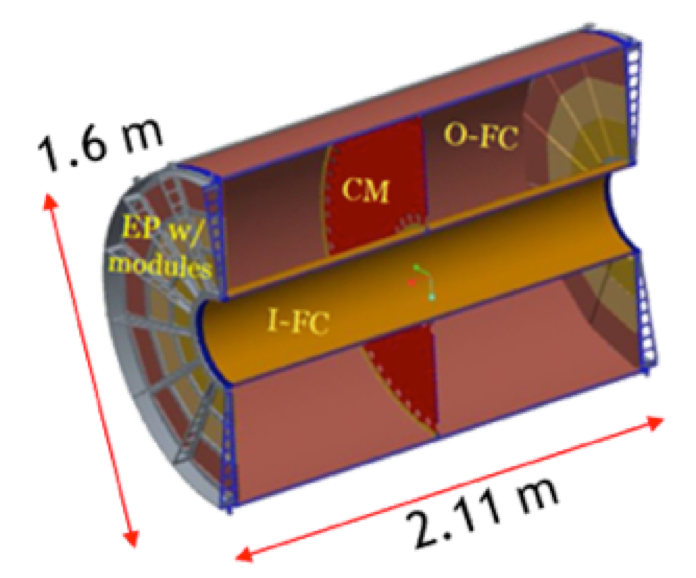 1.6 m
O-FC
CM
EP w/
modules
I-FC
2.11 m